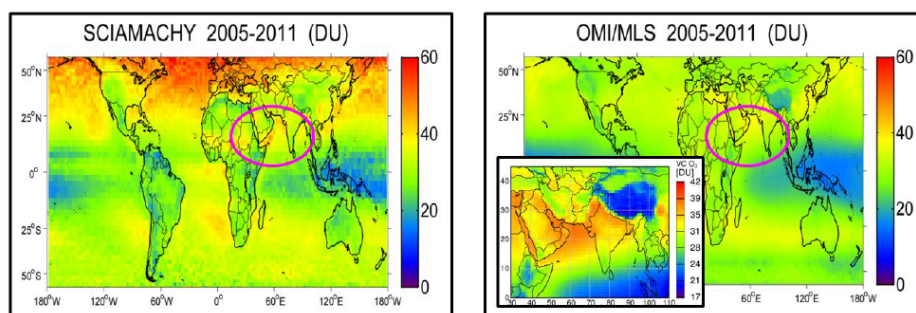 SCIAMACHY 2005-2011 (DU)
50°N
25°N
0°
25°S
50°S
180°W
120°W
60°W
0°
60°E
120°E
180°W
60
40
20
0
OMI/MLS 2005-2011 (DU)
50°N
25°N
0°
60°E
120°E
180°W
60
40
20
0
VC O₃
[DU]
42
39
35
31
28
24
21
17
40
30
20
10
0
30
40
50
60
70
80
90
100
110